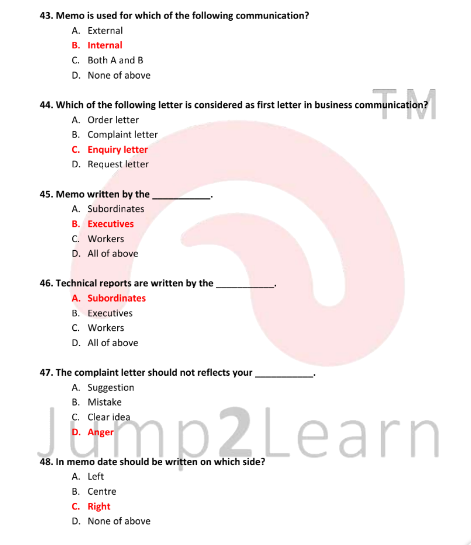 43. Memo is used for which of the following communication?
A. External
B. Internal
C. Both A and B
D. None of above
TM
44. Which of the following letter is considered as first letter in business communication?
A. Order letter
B. Complaint letter
C. Enquiry letter
D. Request letter
45. Memo written by the __________.
A. Subordinates
B. Executives
C. Workers
D. All of above
46. Technical reports are written by the __________.
A. Subordinates
B. Executives
C. Workers
D. All of above
47. The complaint letter should not reflects your __________.
A. Suggestion
B. Mistake
C. Clear idea
D. Anger
Jump2Learn
48. In memo date should be written on which side?
A. Left
B. Centre
C. Right
D. None of above